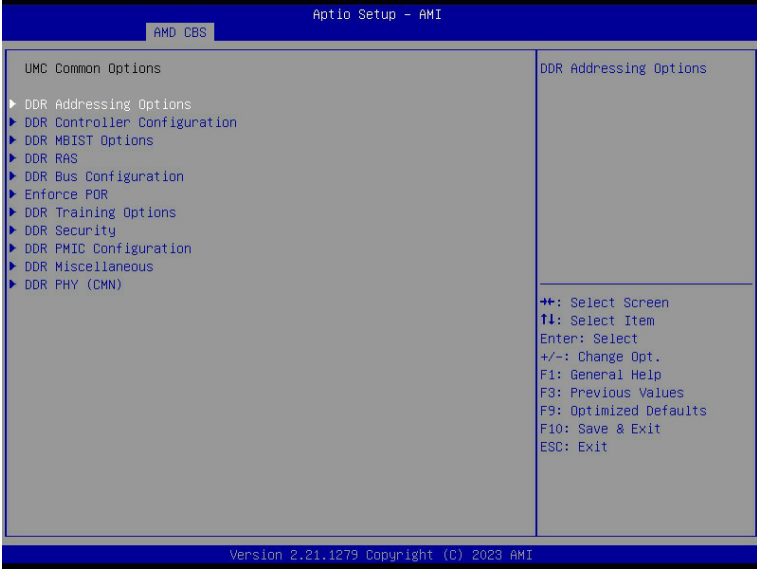 Aptio Setup – AMI
AMD CBS
UMC Common Options
DDR Addressing Options
DDR Controller Configuration
DDR MBIST Options
DDR RAS
DDR Bus Configuration
Enforce POR
DDR Training Options
DDR Security
DDR PMIC Configuration
DDR Miscellaneous
DDR PHY (CMN)
DDR Addressing Options
→←: Select Screen
↑↓: Select Item
Enter: Select
+/-: Change Opt.
F1: General Help
F3: Previous Values
F9: Optimized Defaults
F10: Save & Exit
ESC: Exit
Version 2.21.1279 Copyright (C) 2023 AMI